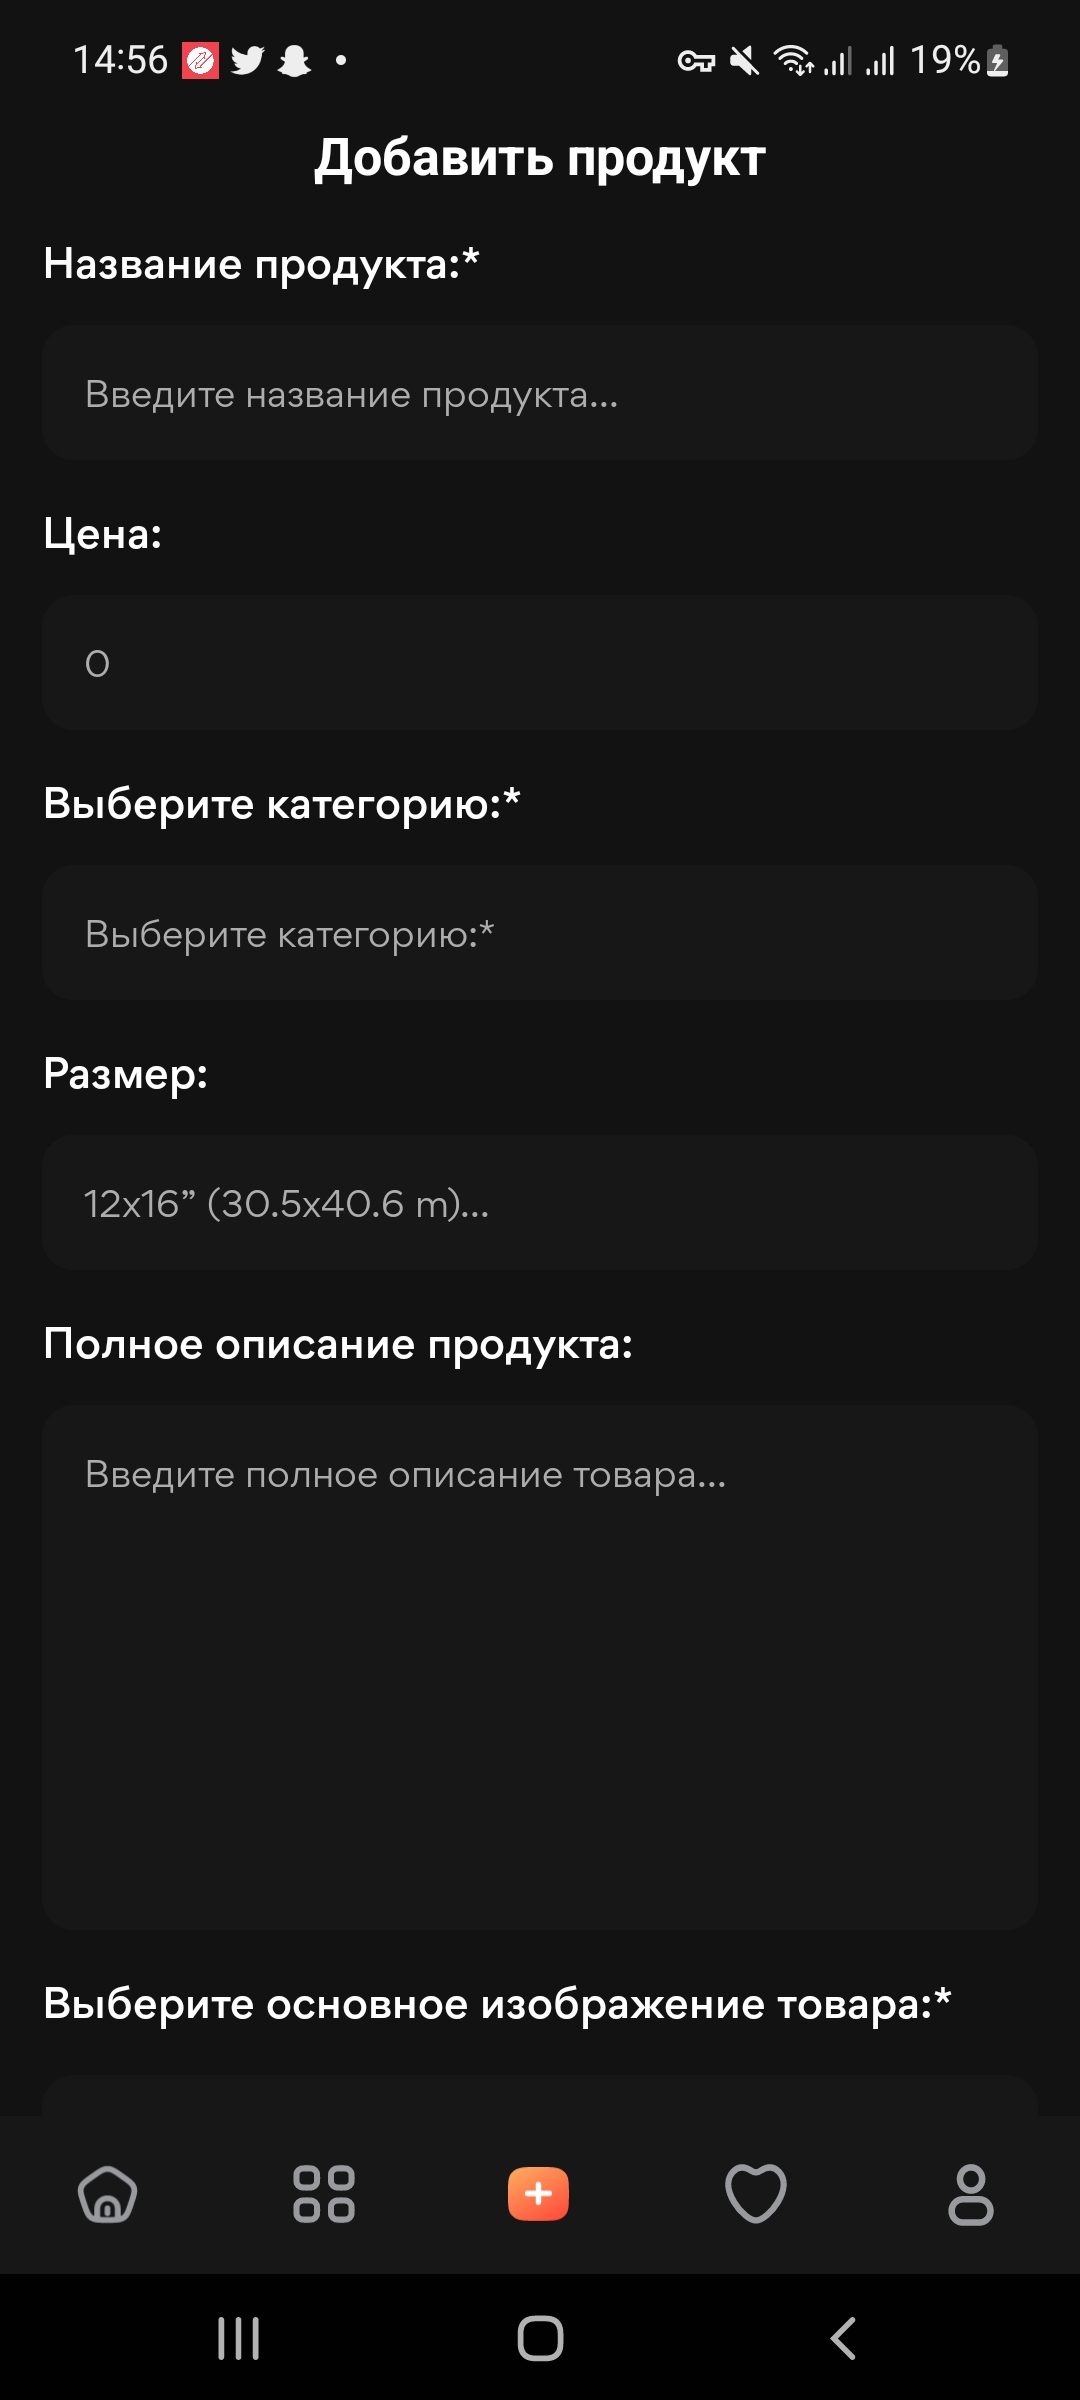 14:56
19%
Добавить продукт
Название продукта:*
Введите название продукта...
Цена:
0
Выберите категорию:*
Выберите категорию:*
Размер:
12x16” (30.5x40.6 m)...
Полное описание продукта:
Введите полное описание товара...
Выберите основное изображение товара:*